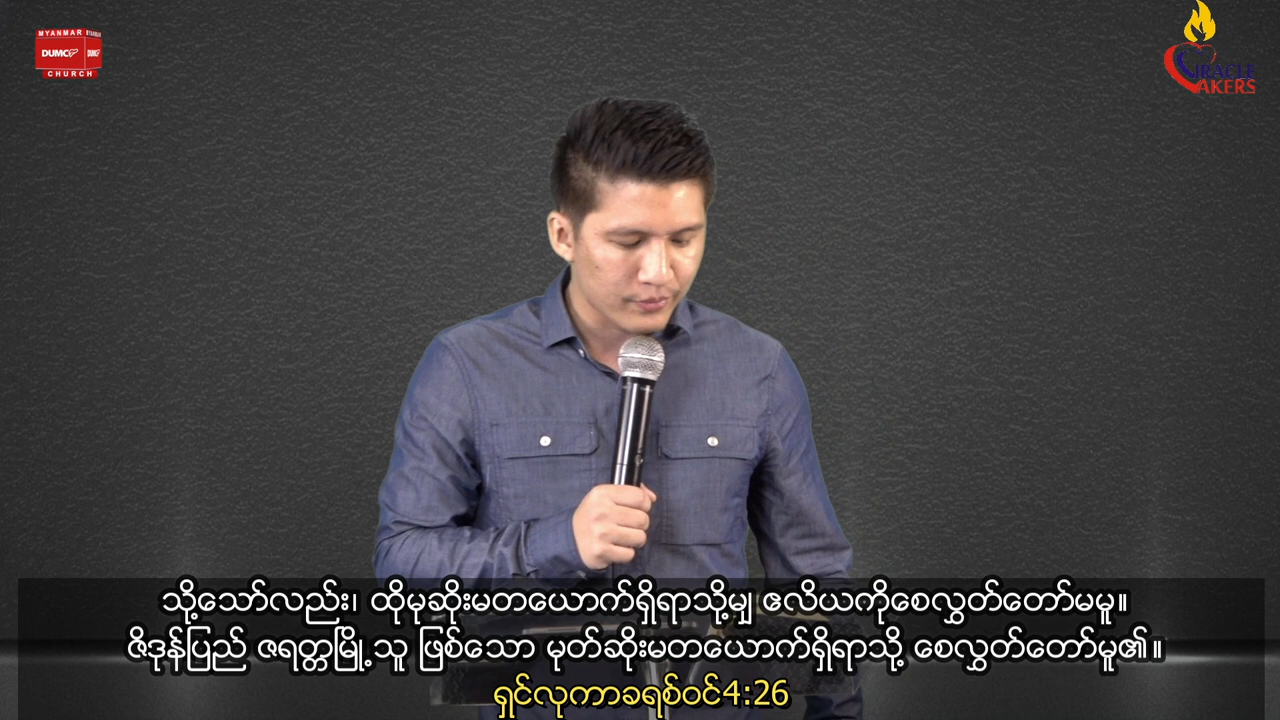 MYANMAR
DUMC
DUMC
CHURCH
MIRACLE
MAKERS
သို့သော်လည်း၊ ထိုမုဆိုးမတယောက်ရှိရာသို့မျှ ဧလိယကိုစေလွှတ်တော်မမူ။
ဇိဒုန်ပြည် ဇရတ္တမြို့သူ ဖြစ်သော မုတ်ဆိုးမတယောက်ရှိရာသို့ စေလွှတ်တော်မူ၏။
ရှင်လုကာခရစ်ဝင်4:26